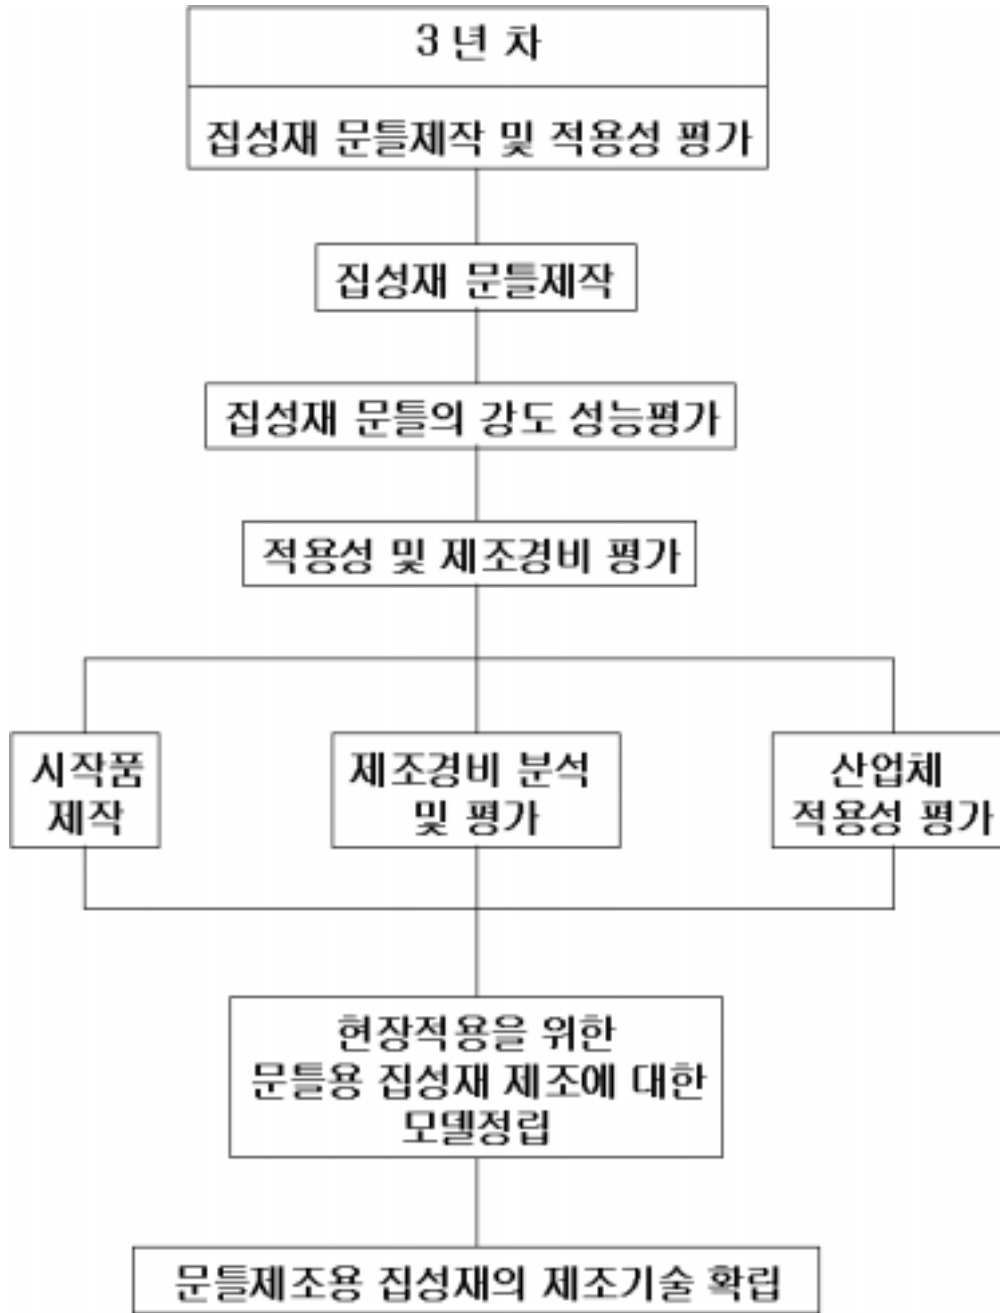 3 년 차
집성재 문틀제작 및 적용성 평가
집성재 문틀제작
집성재 문틀의 강도 성능평가
적용성 및 제조경비 평가
시작품
제작
제조경비 분석
및 평가
산업체
적용성 평가
현장적용을 위한
문틀용 집성재 제조에 대한
모델정립
문틀제조용 집성재의 제조기술 확립